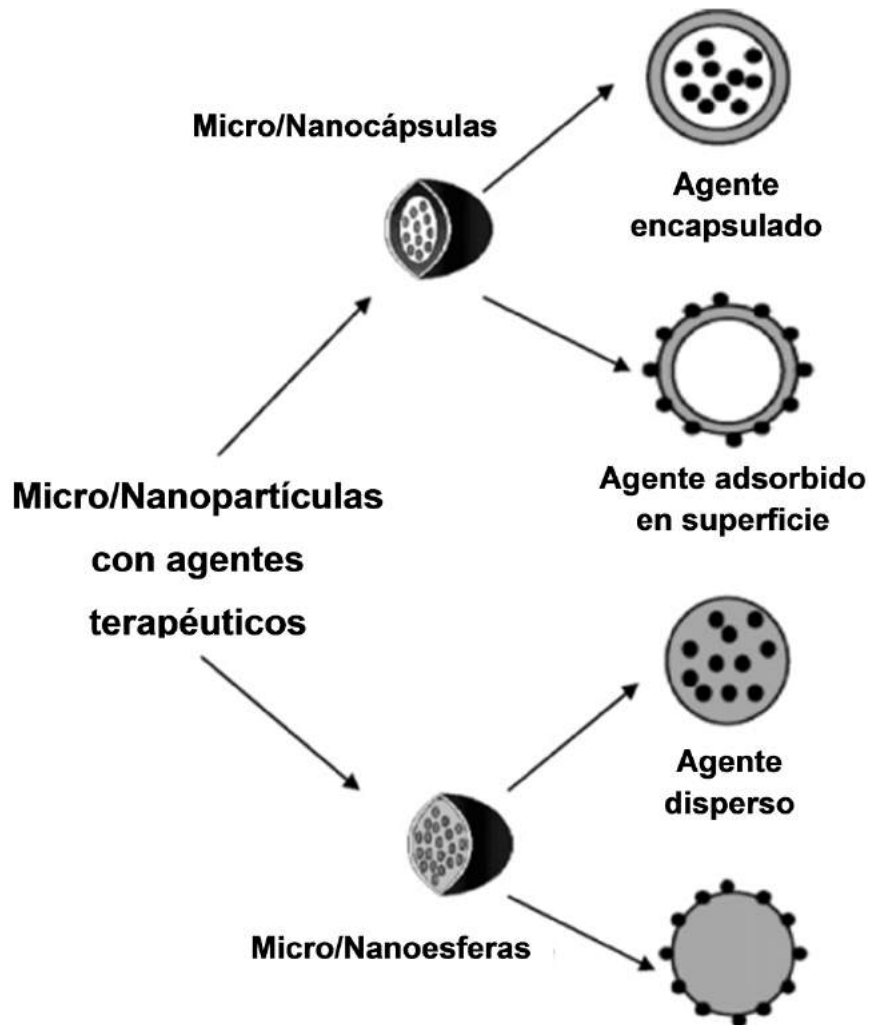 Micro/Nanocápsulas
Agente
encapsulado
Agente adsorbido
en superficie
Micro/Nanopartículas
con agentes
terapéuticos
Agente
disperso
Micro/Nanoesferas